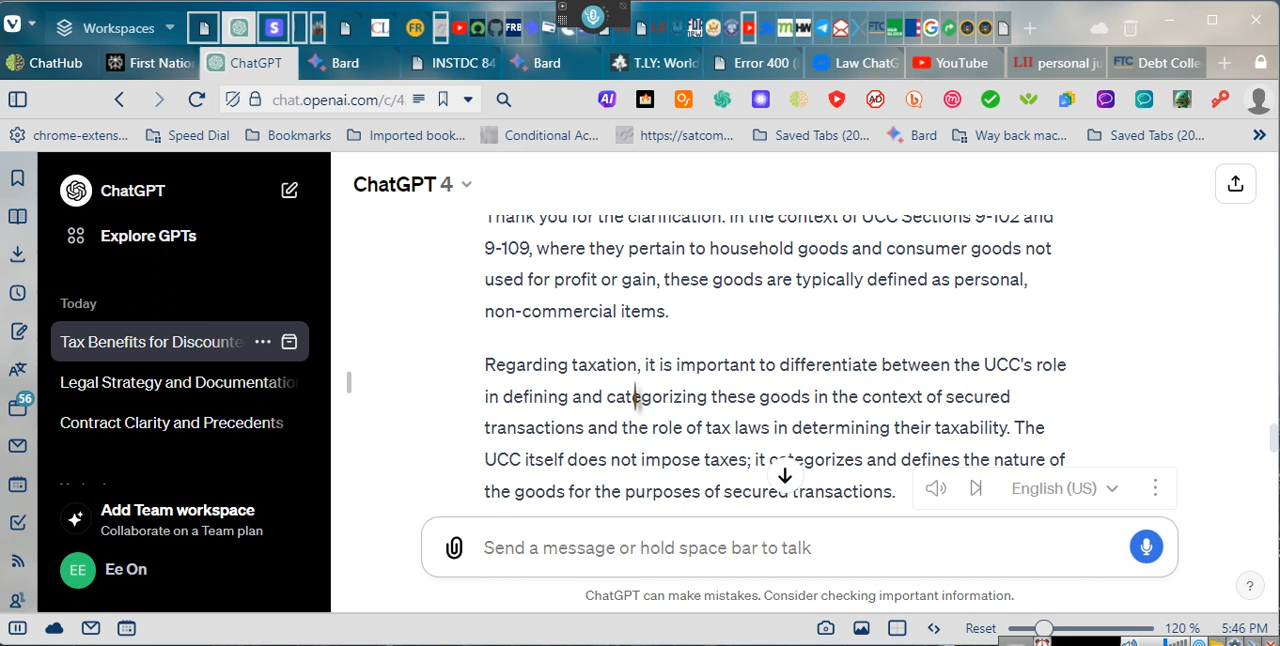 Workspaces
CL
FR
FRB
HW
FTC
ChatHub
First Natio
ChatGPT
Bard
INSTDC 84
Bard
T.LY: World
Error 400 (
Law ChatG
YouTube
LII personal ju
FTC Debt Colle
chat.openai.com/c/4
chrome-extens...
Speed Dial
Bookmarks
Imported book...
Conditional Ac...
https://satcom...
Saved Tabs (20...
Bard
Way back mac...
Saved Tabs (20...
ChatGPT
Explore GPTs
Today
Tax Benefits for Discounte
Legal Strategy and Documentatio
Contract Clarity and Precedents
Add Team workspace
Collaborate on a Team plan
EE
Ee On
56
ChatGPT 4
Thank you for the clarification. In the context of UCC Sections 9-102 and
9-109, where they pertain to household goods and consumer goods not
used for profit or gain, these goods are typically defined as personal,
non-commercial items.
Regarding taxation, it is important to differentiate between the UCC's role
in defining and categorizing these goods in the context of secured
transactions and the role of tax laws in determining their taxability. The
UCC itself does not impose taxes; it categorizes and defines the nature of
the goods for the purposes of secured transactions.
English (US)
Send a message or hold space bar to talk
ChatGPT can make mistakes. Consider checking important information.
?
Reset
120 %
5:46 PM